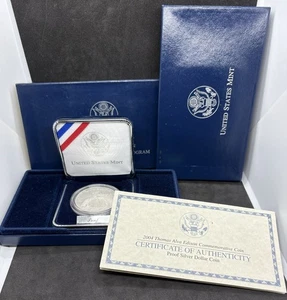 UNITED STATES MINT
UNITED STATES MINT
2004 Thomas Alva Edison Commemorative Coin
CERTIFICATE OF AUTHENTICITY
Proof Silver Dollar Coin